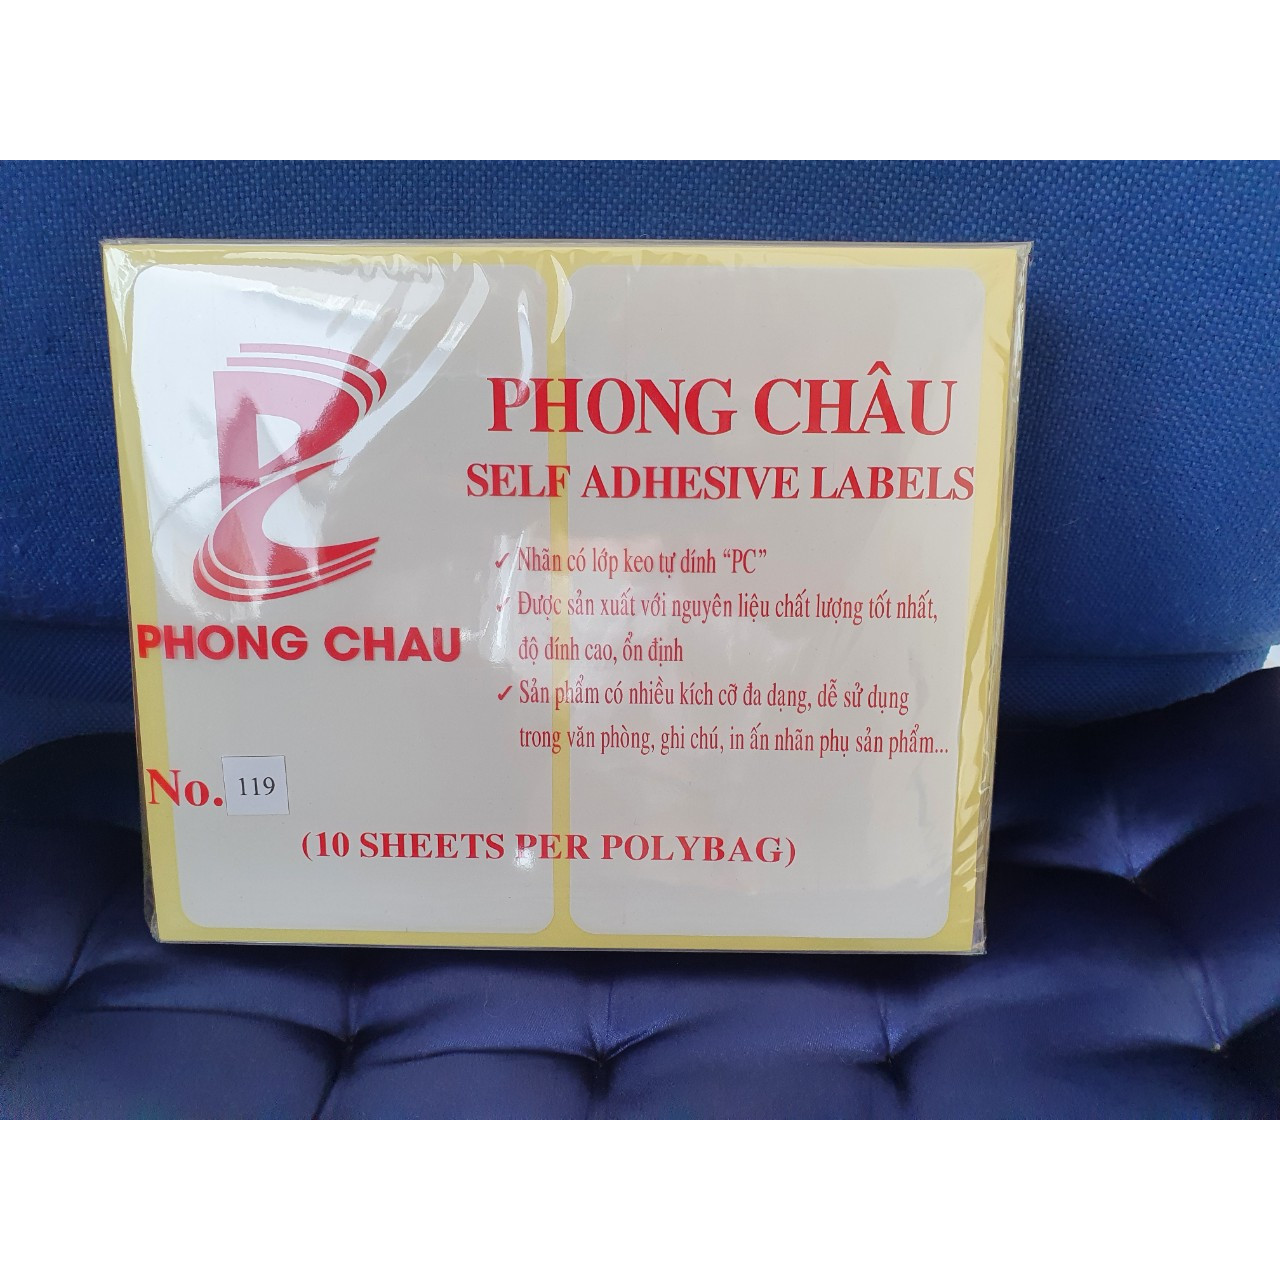 PHONG CHÂU
SELF ADHESIVE LABELS
✓ Nhãn có lớp keo tự dính “PC”
✓ Được sản xuất với nguyên liệu chất lượng tốt nhất,
độ dính cao, ổn định
✓ Sản phẩm có nhiều kích cỡ đa dạng, dễ sử dụng
trong văn phòng, ghi chú, in ấn nhãn phụ sản phẩm...
PHONG CHAU
No. 119
(10 SHEETS PER POLYBAG)